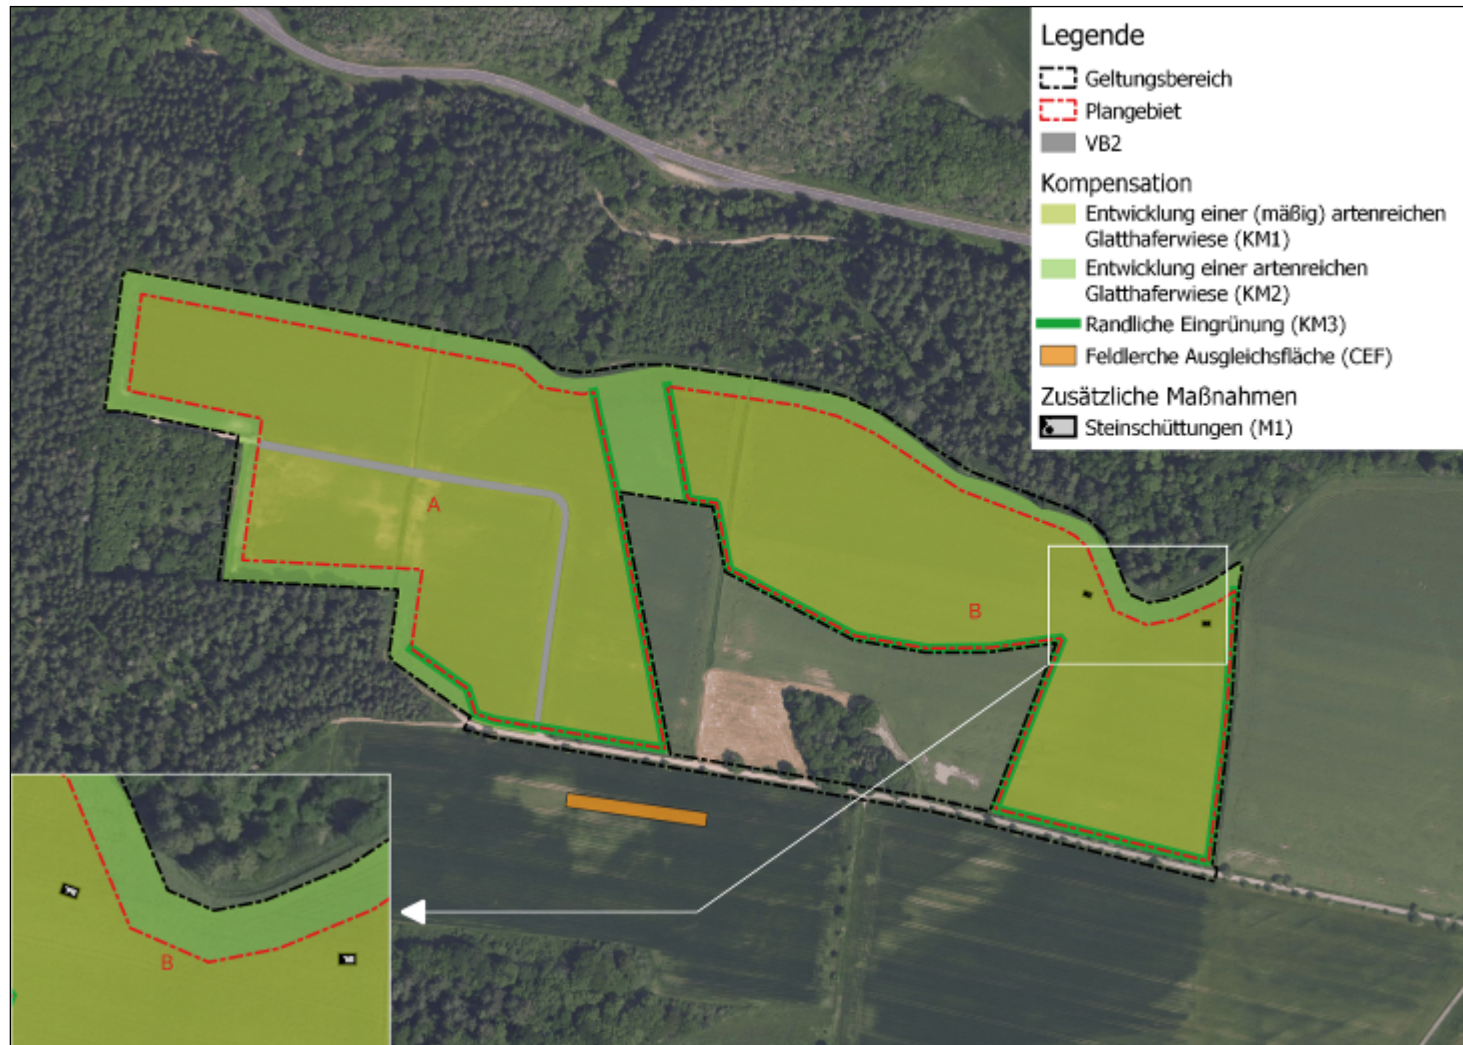 Legende
Geltungsbereich
Plangebiet
VB2
Kompensation
Entwicklung einer (mäßig) artenreichen
Glatthaferwiese (KM1)
Entwicklung einer artenreichen
Glatthaferwiese (KM2)
Randliche Eingrünung (KM3)
Feldlerche Ausgleichsfläche (CEF)
Zusätzliche Maßnahmen
Steinschüttungen (M1)
A
B
B